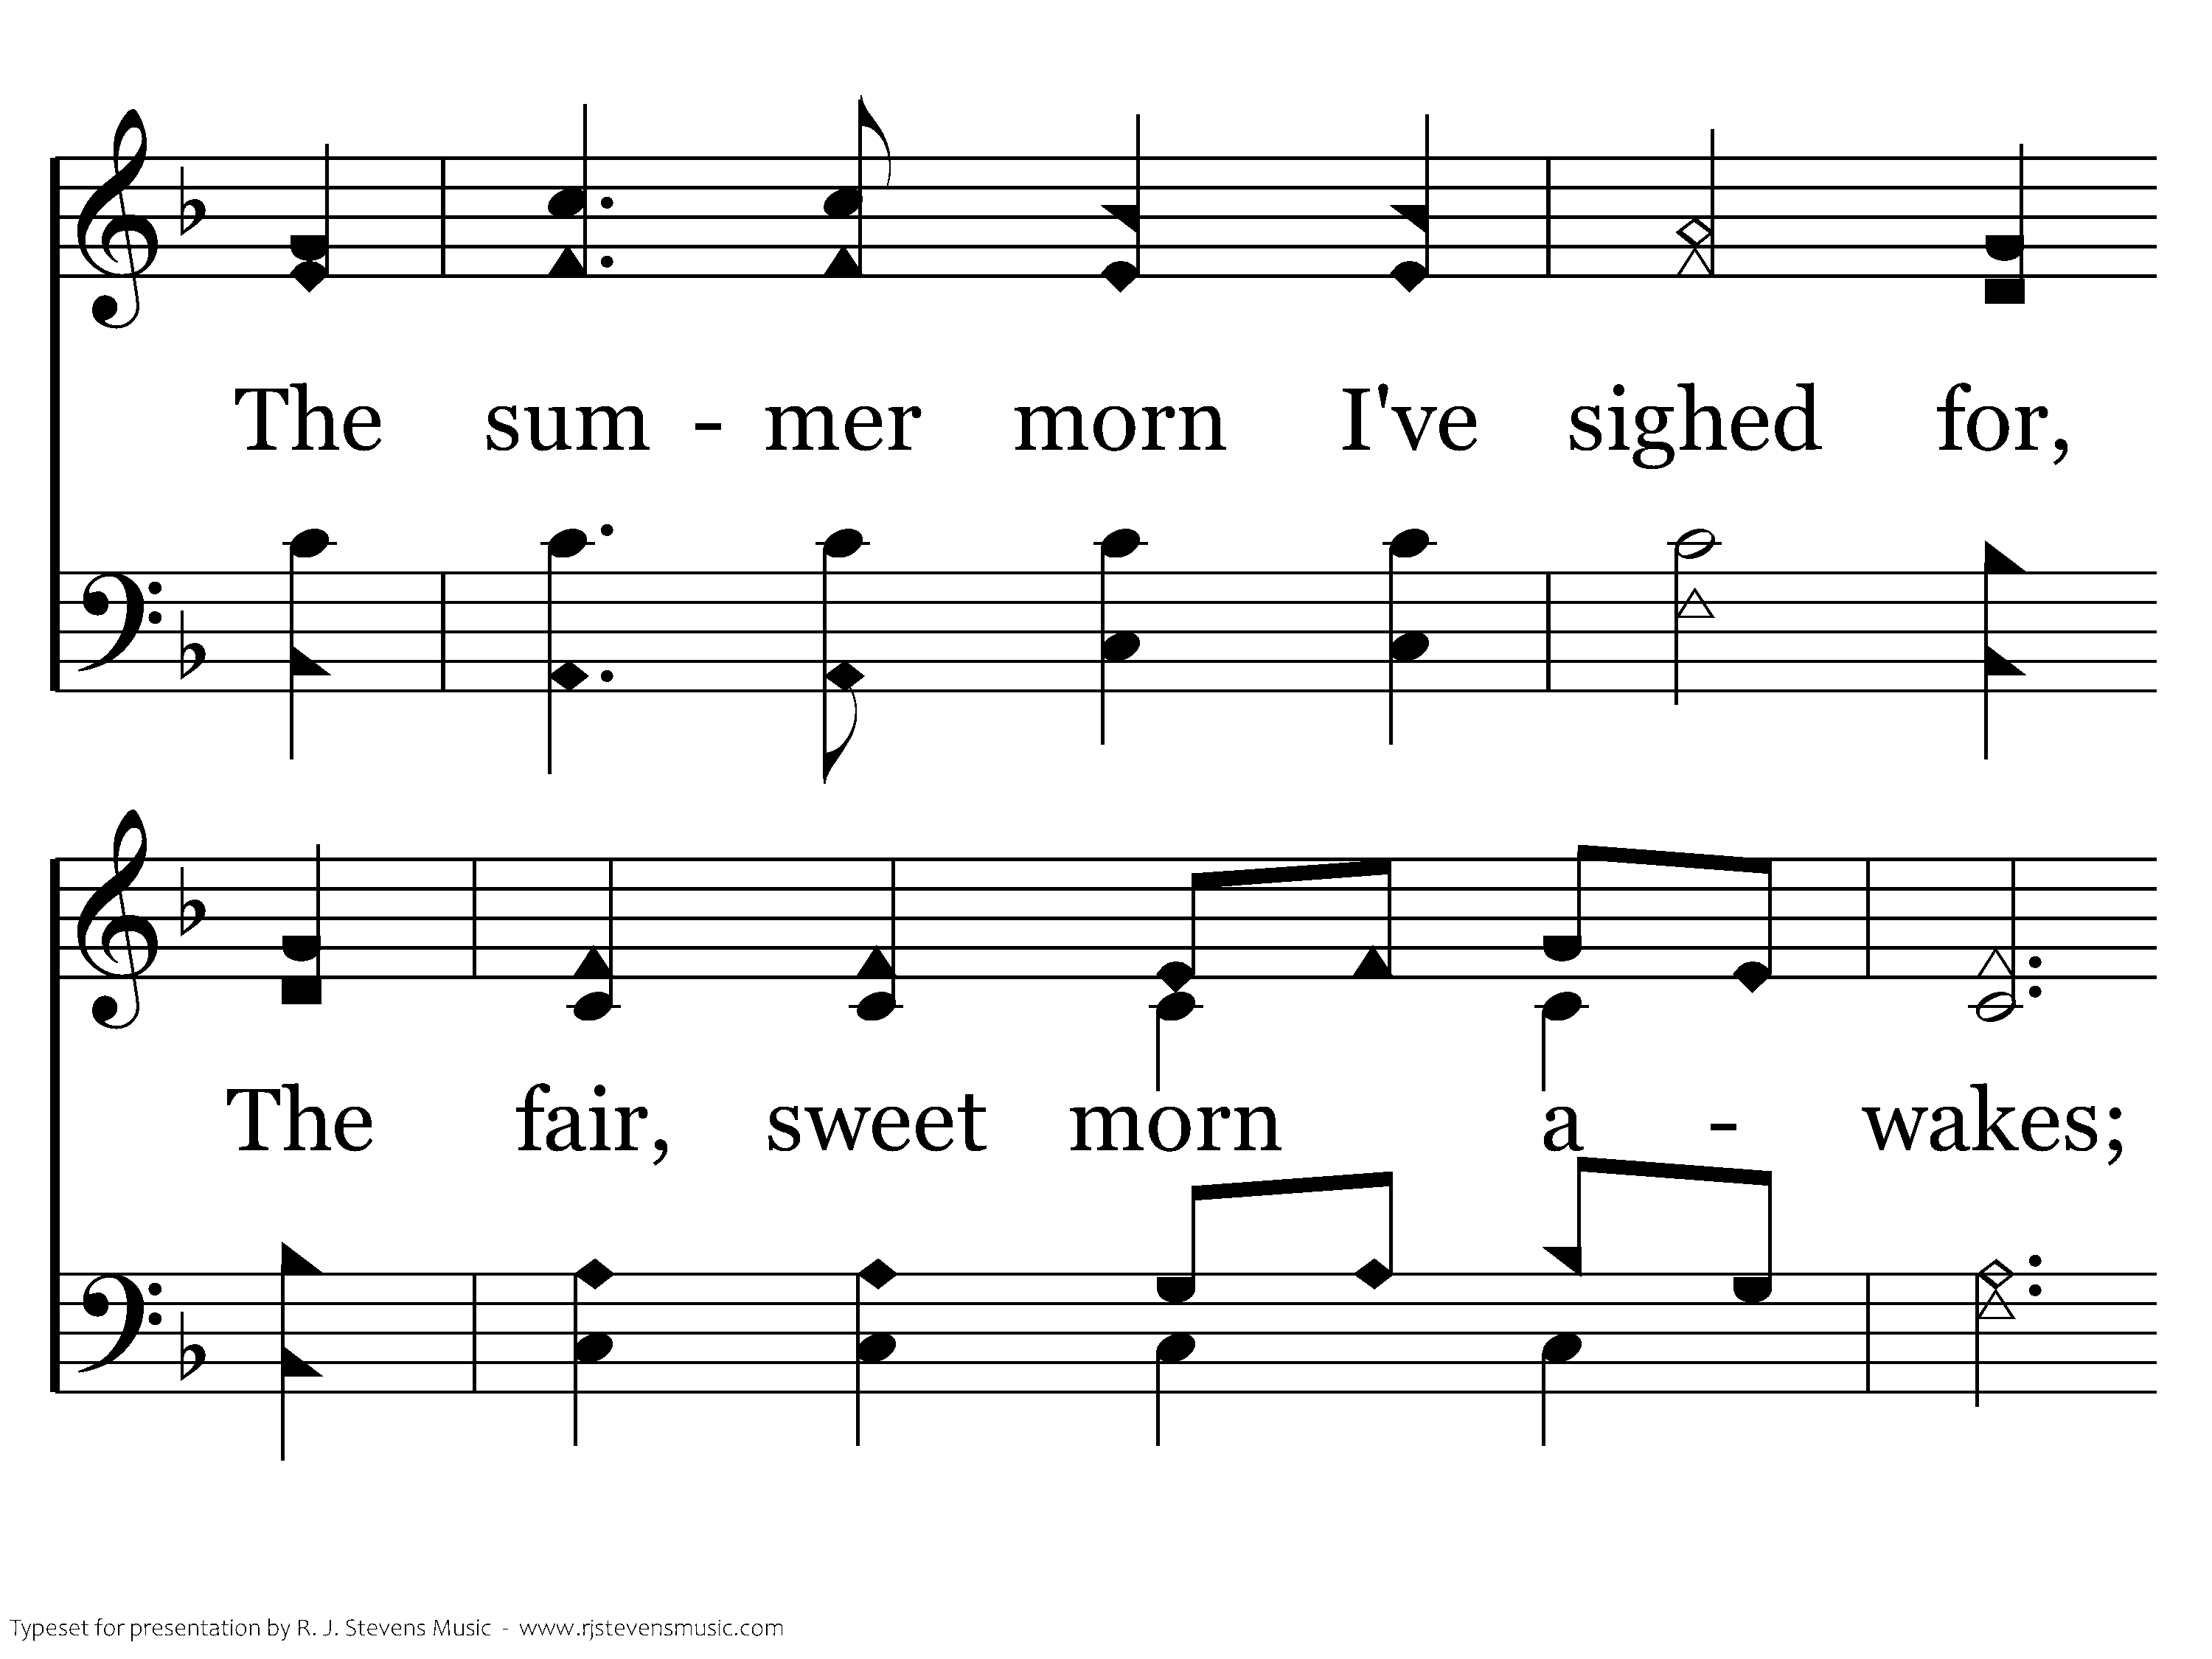 The sum - mer morn I've sighed for,
The fair, sweet morn a - wakes;
Typeset for presentation by R. J. Stevens Music - www.rjstevensmusic.com